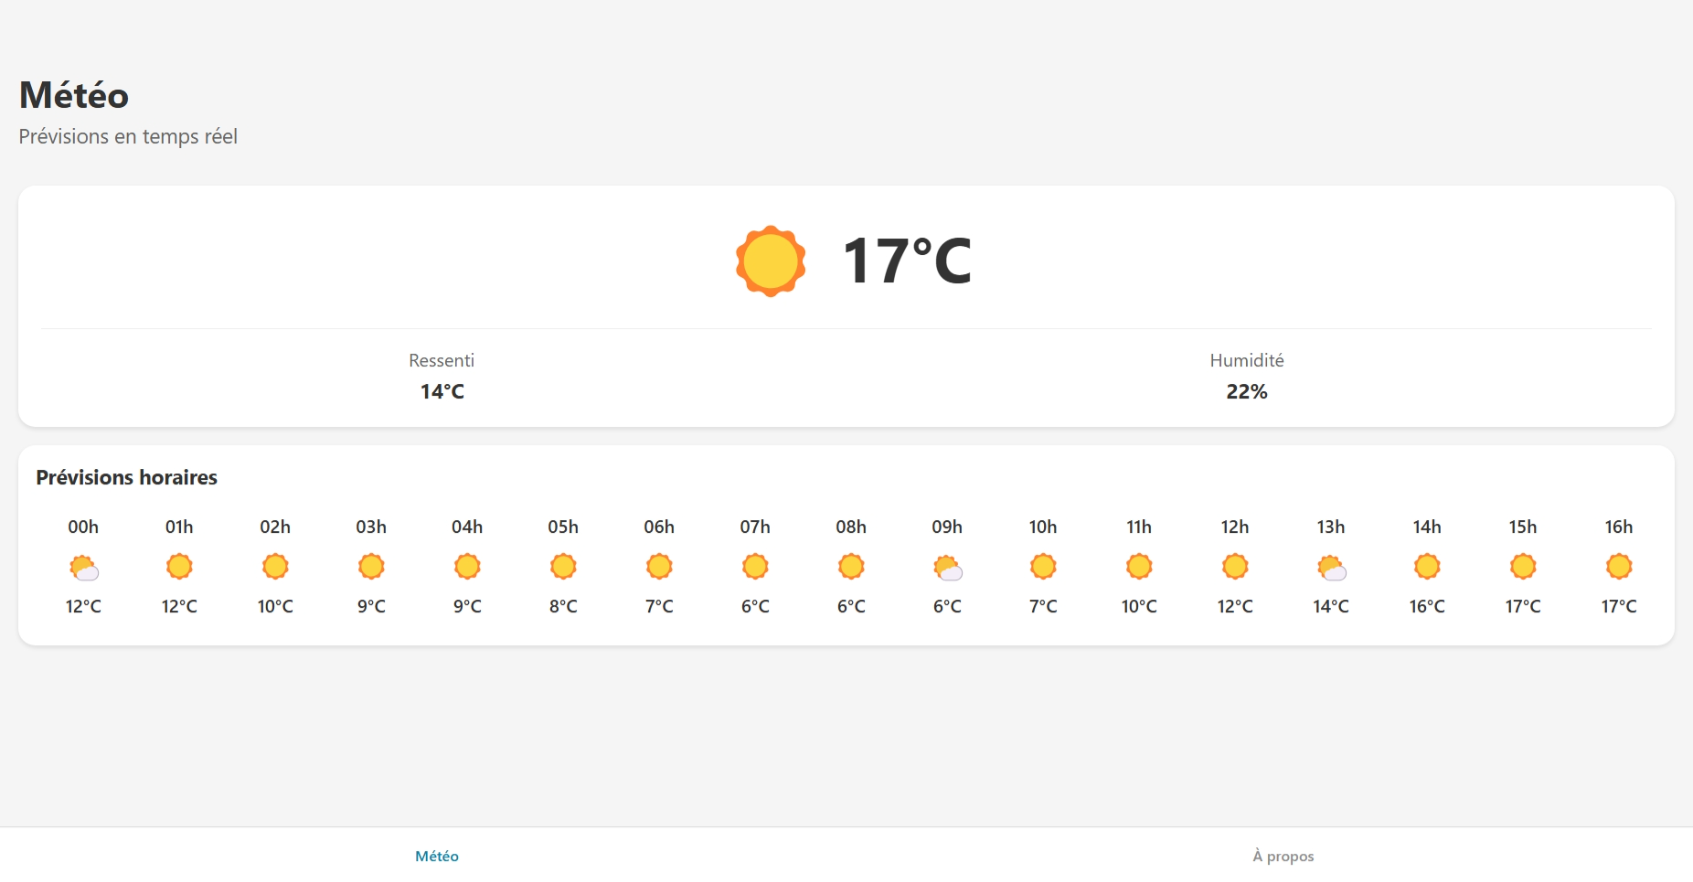 Météo
Prévisions en temps réel
17°C
Ressenti Humidité
14°C 22%
Prévisions horaires
00h 01h 02h 03h 04h 05h 06h 07h 08h 09h 10h 11h 12h 13h 14h 15h 16h
12°C 12°C 10°C 9°C 9°C 8°C 7°C 6°C 6°C 6°C 7°C 10°C 12°C 14°C 16°C 17°C 17°C
Météo À propos